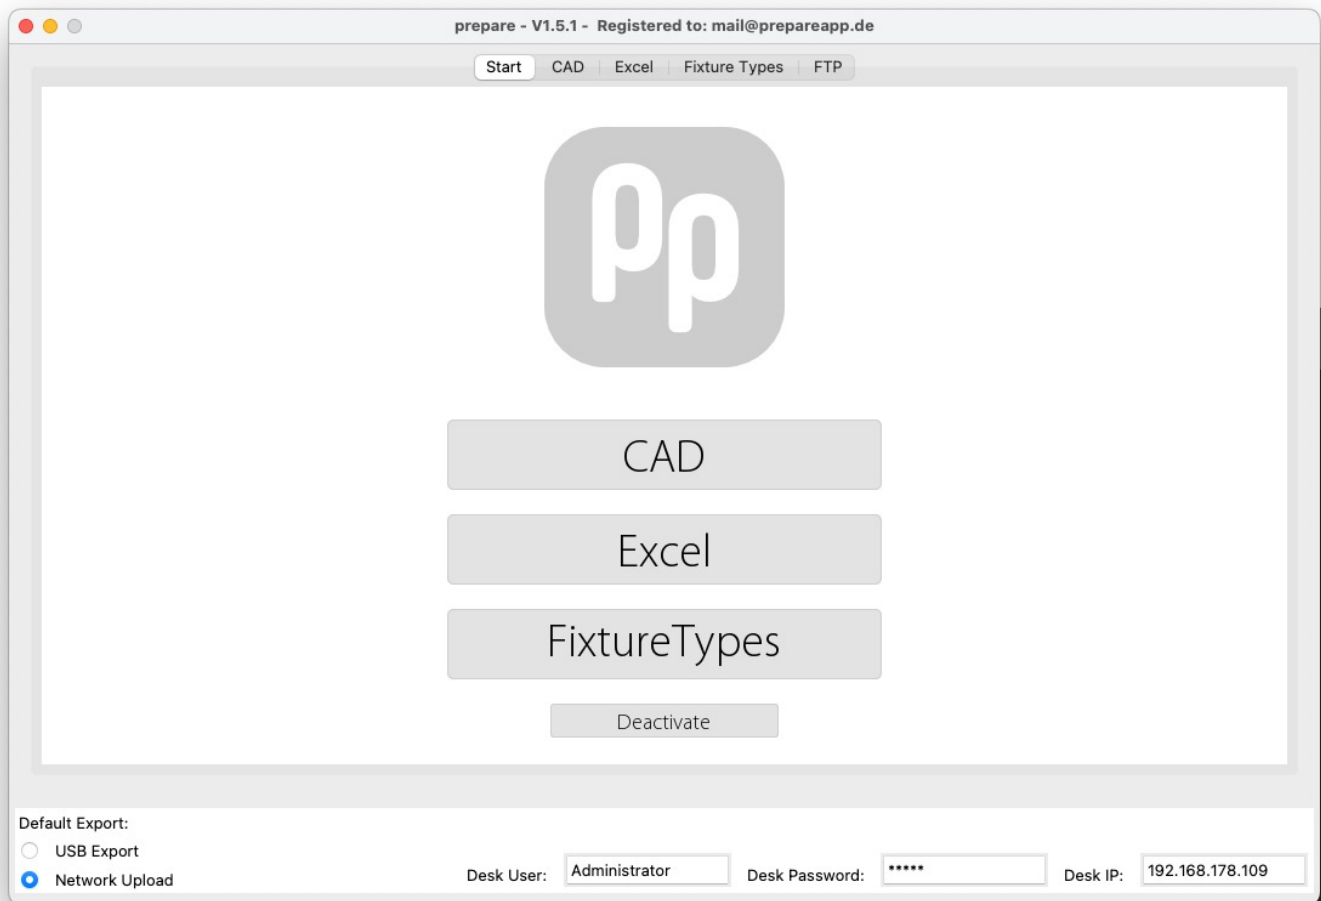 prepare - V1.5.1 - Registered to: mail@prepareapp.de
Start CAD Excel Fixture Types FTP
pp
CAD
Excel
FixtureTypes
Deactivate
Default Export:
USB Export
Network Upload
Desk User: Administrator Desk Password: ***** Desk IP: 192.168.178.109